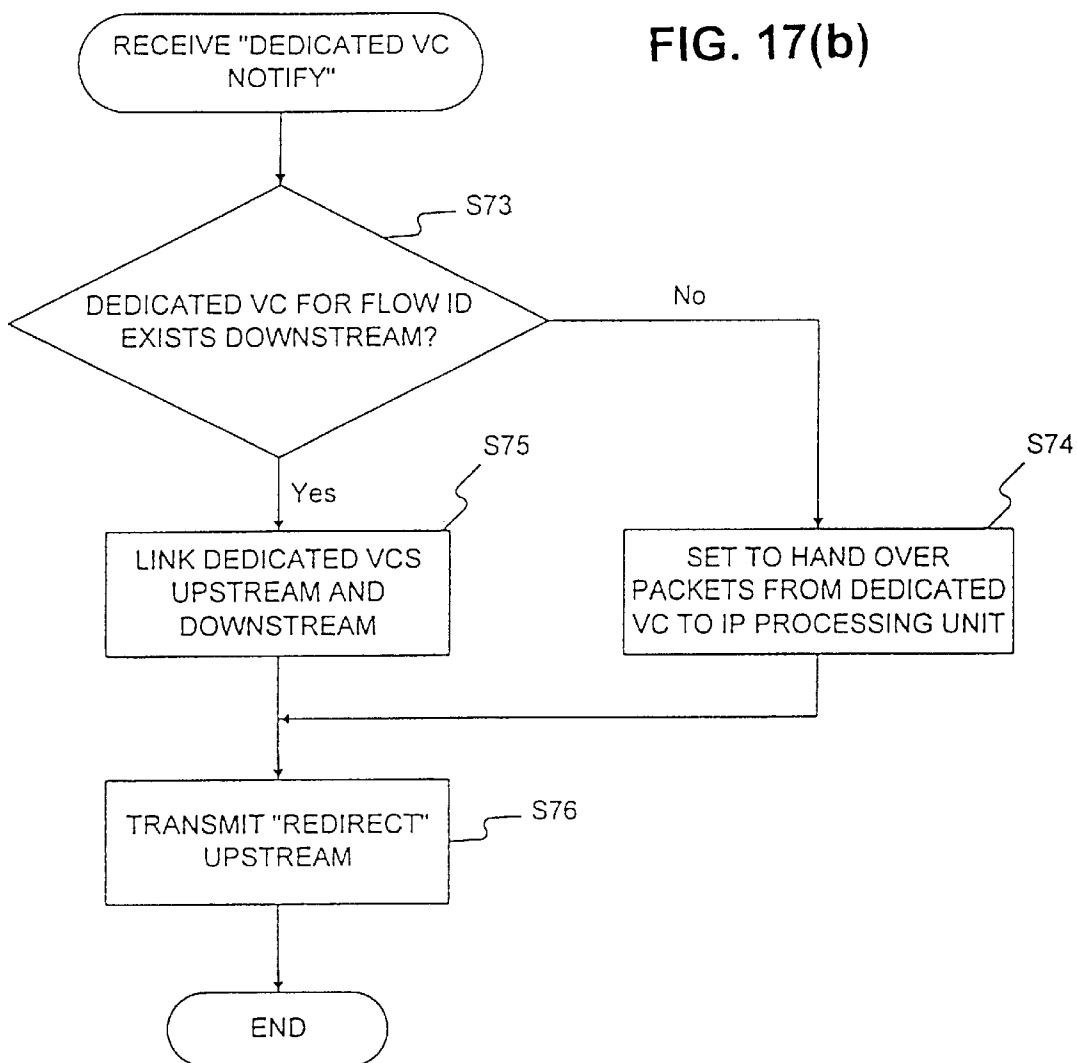 RECEIVE "DEDICATED VC
NOTIFY"
FIG. 17(b)
S73
DEDICATED VC FOR FLOW ID
EXISTS DOWNSTREAM?
No
Yes
S75
LINK DEDICATED VCS
UPSTREAM AND
DOWNSTREAM
S74
SET TO HAND OVER
PACKETS FROM DEDICATED
VC TO IP PROCESSING UNIT
TRANSMIT "REDIRECT"
UPSTREAM
S76
END